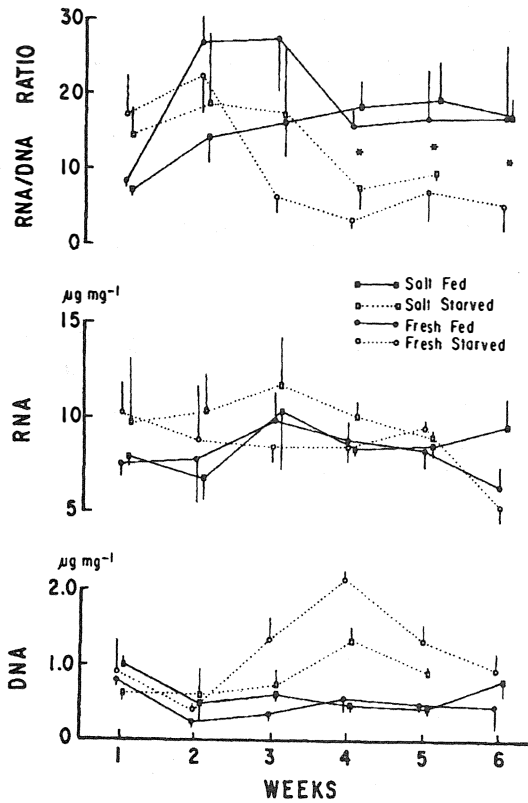 RNA/DNA RATIO
30
20
10
0
*
*
*
µg mg⁻¹
Salt Fed
Salt Starved
Fresh Fed
Fresh Starved
RNA
15
10
5
µg mg⁻¹
DNA
2.0
1.0
0
1 2 3 4 5 6
WEEKS